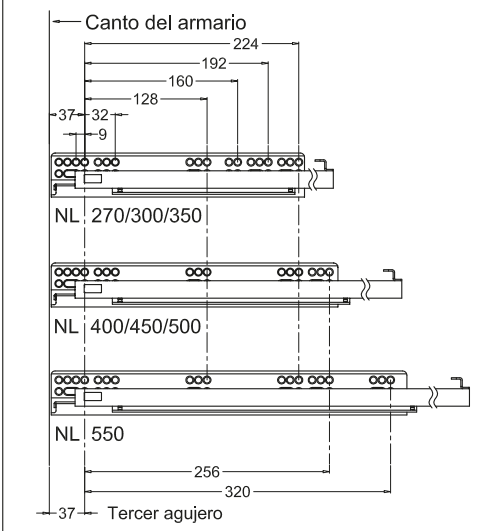 Canto del armario
224
192
160
128
37 32
9
NL 270/300/350
NL 400/450/500
NL 550
256
320
37 Tercer agujero